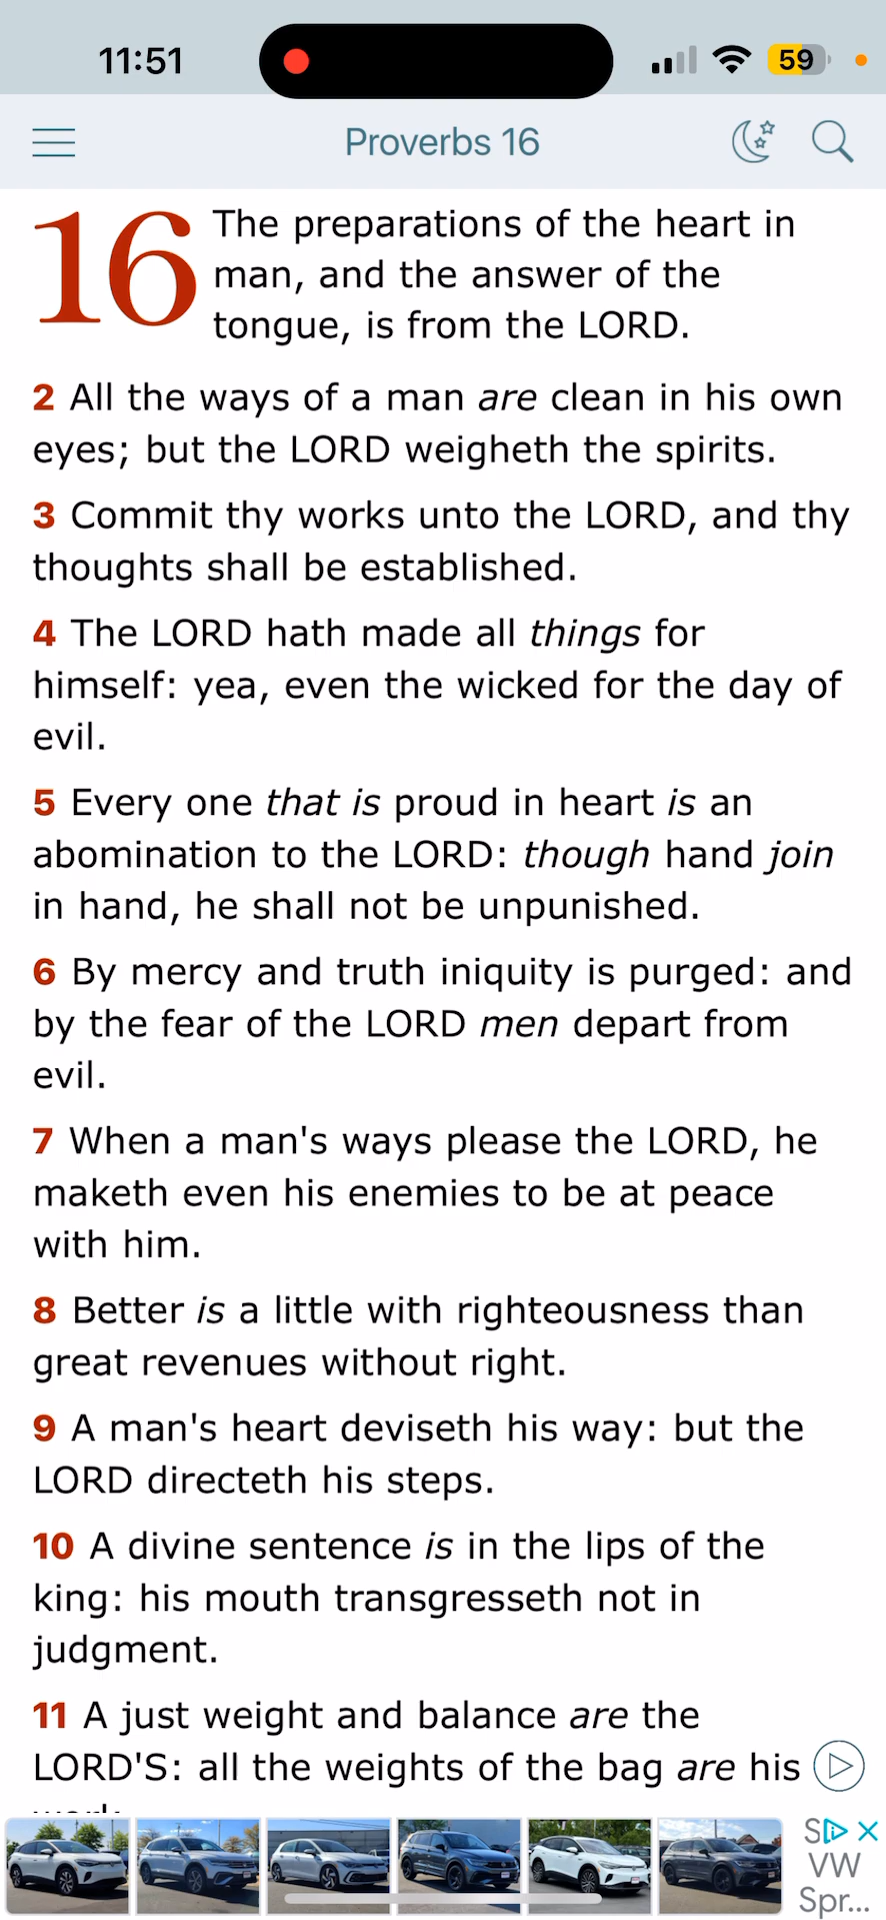 11:51
59
Proverbs 16
16 The preparations of the heart in
man, and the answer of the
tongue, is from the LORD.
2 All the ways of a man are clean in his own
eyes; but the LORD weigheth the spirits.
3 Commit thy works unto the LORD, and thy
thoughts shall be established.
4 The LORD hath made all things for
himself: yea, even the wicked for the day of
evil.
5 Every one that is proud in heart is an
abomination to the LORD: though hand join
in hand, he shall not be unpunished.
6 By mercy and truth iniquity is purged: and
by the fear of the LORD men depart from
evil.
7 When a man's ways please the LORD, he
maketh even his enemies to be at peace
with him.
8 Better is a little with righteousness than
great revenues without right.
9 A man's heart deviseth his way: but the
LORD directeth his steps.
10 A divine sentence is in the lips of the
king: his mouth transgresseth not in
judgment.
11 A just weight and balance are the
LORD'S: all the weights of the bag are his
VW
Spr...